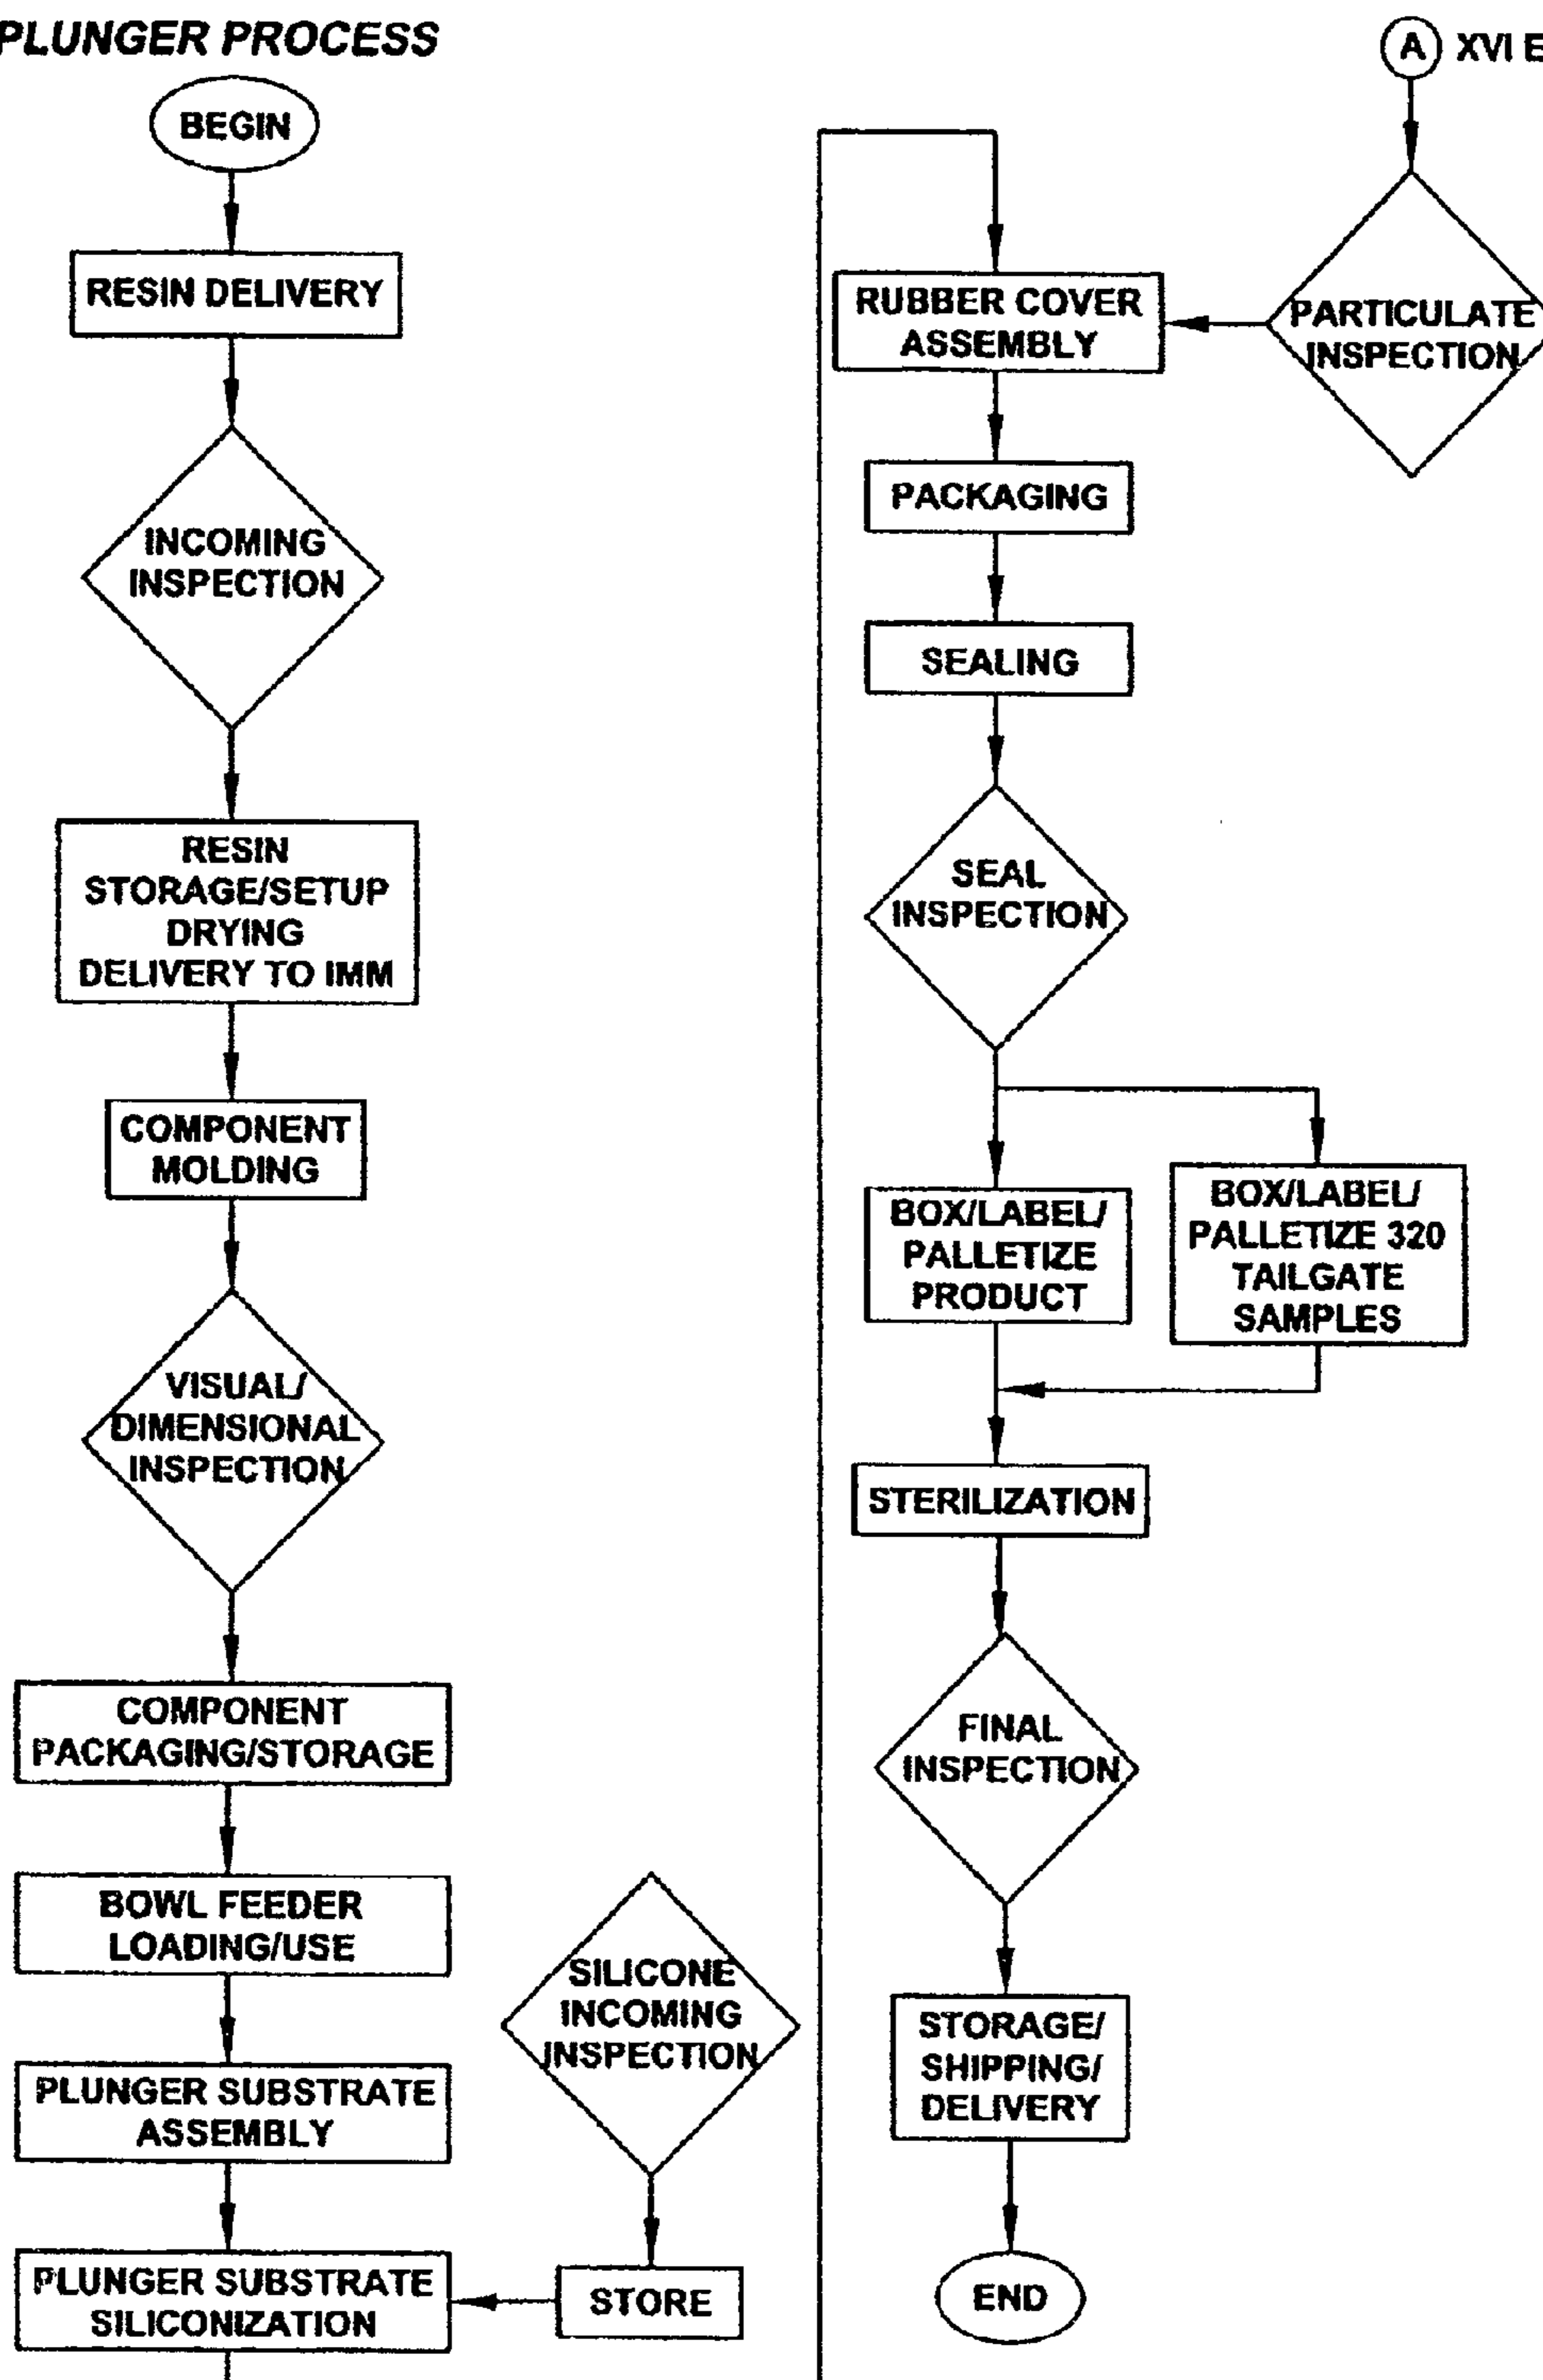 PLUNGER PROCESS
BEGIN
RESIN DELIVERY
INCOMING
INSPECTION
RESIN
STORAGE/SETUP
DRYING
DELIVERY TO IMM
COMPONENT
MOLDING
VISUAL/
DIMENSIONAL
INSPECTION
COMPONENT
PACKAGING/STORAGE
BOWL FEEDER
LOADING/USE
PLUNGER SUBSTRATE
ASSEMBLY
PLUNGER SUBSTRATE
SILICONIZATION
SILICONE
INCOMING
INSPECTION
STORE
A XVI E
PARTICULATE
INSPECTION
RUBBER COVER
ASSEMBLY
PACKAGING
SEALING
SEAL
INSPECTION
BOX/LABEL/
PALLETIZE
PRODUCT
BOX/LABEL/
PALLETIZE 320
TAILGATE
SAMPLES
STERILIZATION
FINAL
INSPECTION
STORAGE/
SHIPPING/
DELIVERY
END